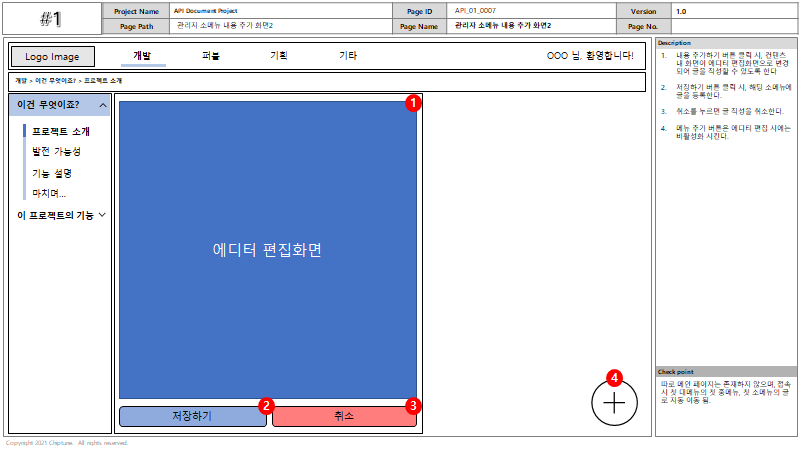 #1
Project Name API Document Project Page ID API_01_0007 Version 1.0
Page Path 관리자 소메뉴 내용 추가 화면2 Page Name 관리자 소메뉴 내용 추가 화면2 Page No.
Logo Image 개발 퍼블 기획 기타 OOO 님, 환영합니다!
개발 > 이건 무엇이죠? > 프로젝트 소개
이건 무엇이죠?
프로젝트 소개
발전 가능성
기능 설명
마치며...
이 프로젝트의 기능
1
에디터 편집화면
2
저장하기
3
취소
4
Description
1. 내용 추가하기 버튼 클릭 시, 컨텐츠
내 화면이 에디터 편집화면으로 변경
되어 글을 작성할 수 있도록 한다
2. 저장하기 버튼 클릭 시, 해당 소메뉴에
글을 등록한다.
3. 취소를 누르면 글 작성을 취소한다.
4. 메뉴 추가 버튼은 에디터 편집 시에는
비활성화 시킨다.
Check point
따로 메인 페이지는 존재하지 않으며, 접속
시 첫 대메뉴의 첫 중메뉴, 첫 소메뉴의 글
로 자동 이동 됨.
Copyright 2021 Chipture. All rights reserved.